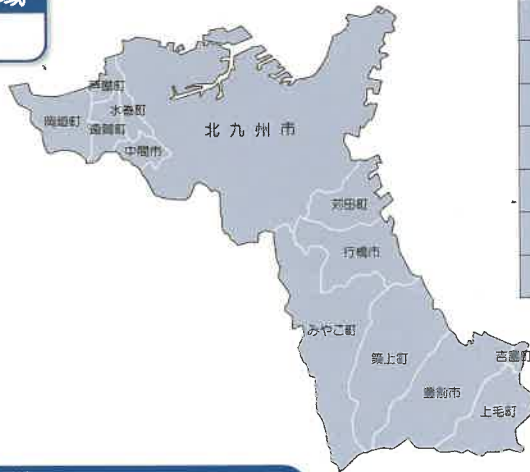 域
芦屋町
水巻町
岡垣町
遠賀町
中間市
北九州市
苅田町
行橋市
みやこ町
築上町
吉富町
豊前市
上毛町